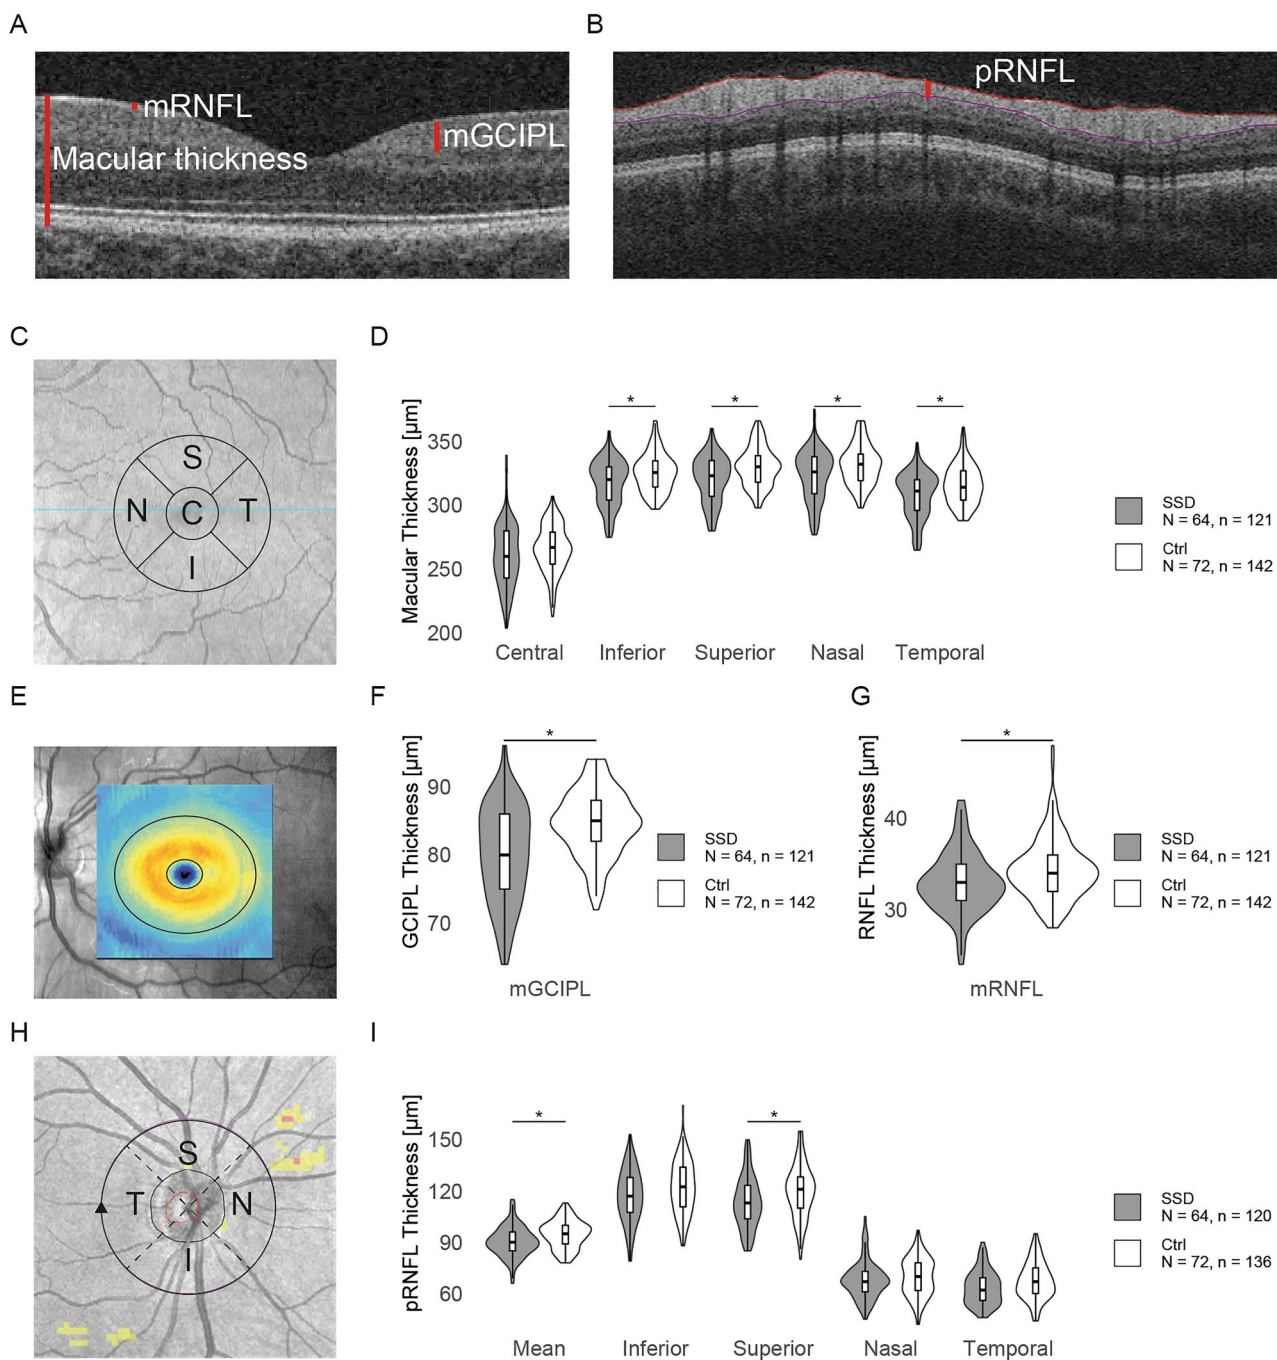 A
B
mRNFL
mGCIPL
Macular thickness
pRNFL
C
S
N
C
T
I
D
Macular Thickness [µm]
350
300
250
200
*
*
*
*
Central
Inferior
Superior
Nasal
Temporal
SSD
N = 64, n = 121
Ctrl
N = 72, n = 142
E
F
GCIPL Thickness [µm]
90
80
70
*
mGCIPL
SSD
N = 64, n = 121
Ctrl
N = 72, n = 142
G
RNFL Thickness [µm]
40
30
*
mRNFL
SSD
N = 64, n = 121
Ctrl
N = 72, n = 142
H
S
T
N
I
I
pRNFL Thickness [µm]
150
120
90
60
*
*
Mean
Inferior
Superior
Nasal
Temporal
SSD
N = 64, n = 120
Ctrl
N = 72, n = 136